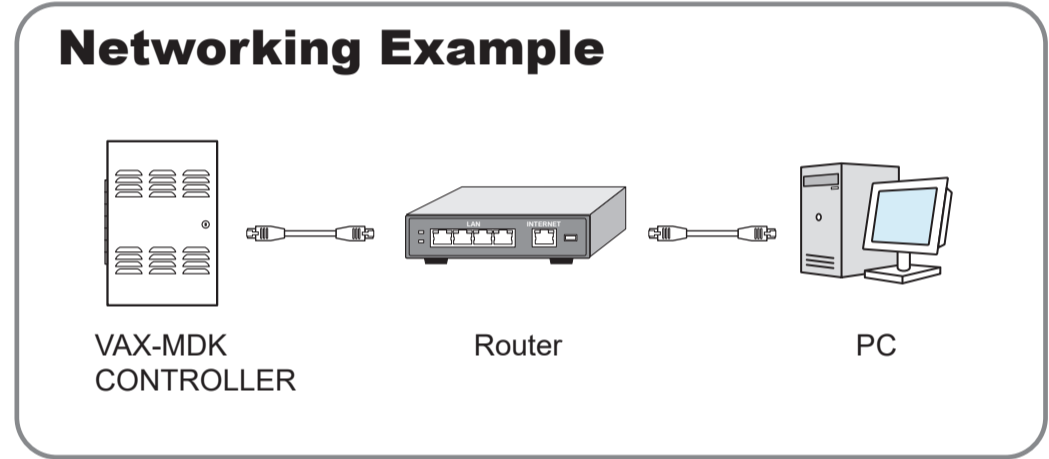 Networking Example
LAN
INTERNET
VAX-MDK
CONTROLLER
Router
PC